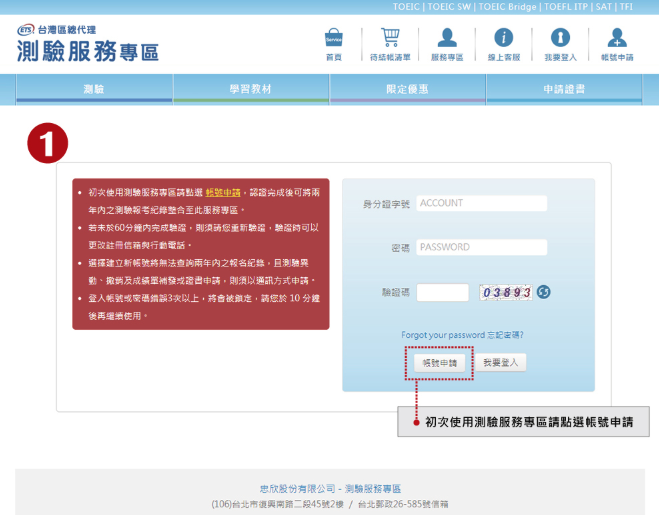 TOEIC | TOEIC SW | TOEIC Bridge | TOEFL ITP | SAT | TFI
ETS 台灣區總代理
測驗服務專區
Service
首頁
待結帳清單
服務專區
線上客服
我要登入
帳號申請
測驗
學習教材
限定優惠
申請證書
1
• 初次使用測驗服務專區請點選 帳號申請，認證完成後可將兩
年內之測驗報考紀錄整合至此服務專區。
• 若未於60分鐘內完成驗證，則須請您重新驗證，驗證時可以
更改註冊信箱與行動電話。
• 選擇建立新帳號將無法查詢兩年內之報名紀錄，且測驗異
動、撤銷及成績單補發或證書申請，則須以通訊方式申請。
• 登入帳號或密碼錯誤3次以上，將會被鎖定，請您於 10 分鐘
後再繼續使用。
身分證字號 ACCOUNT
密碼 PASSWORD
驗證碼 03893
Forgot your password 忘記密碼?
帳號申請 我要登入
初次使用測驗服務專區請點選帳號申請
忠欣股份有限公司 - 測驗服務專區
(106)台北市復興南路二段45號2樓 / 台北郵政26-585號信箱